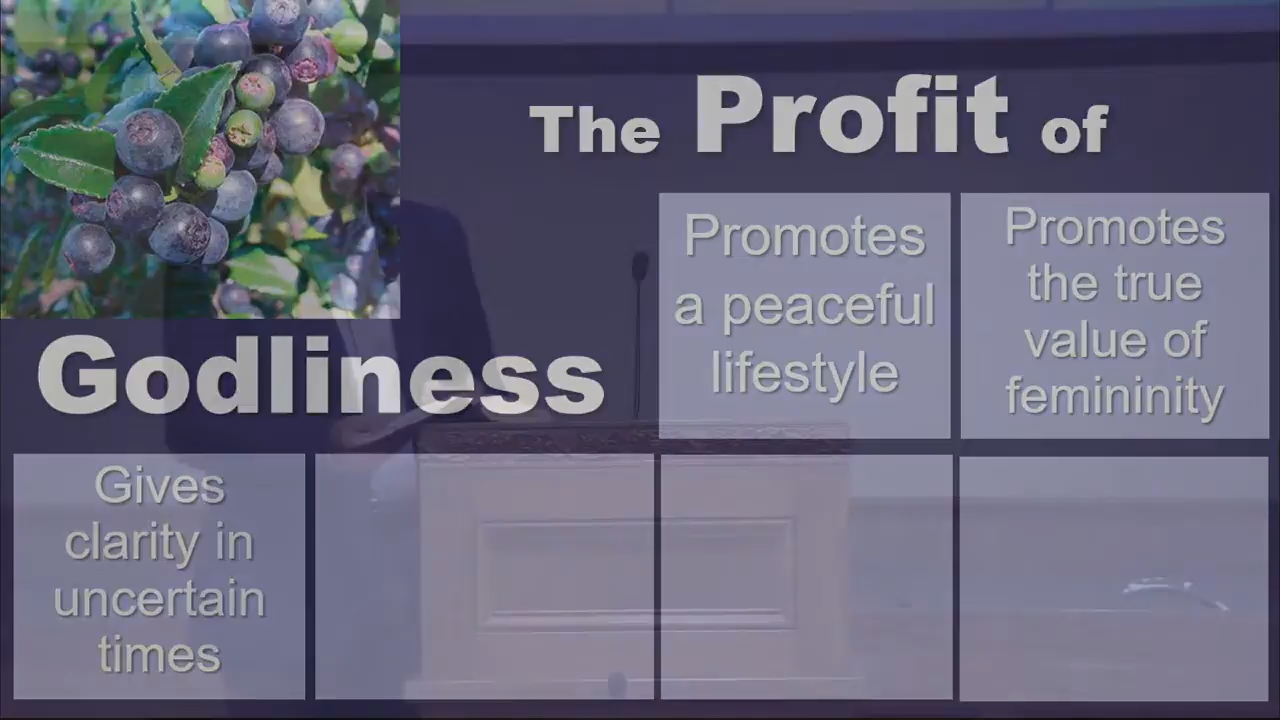 The Profit of
Godliness
Promotes
a peaceful
lifestyle
Promotes
the true
value of
femininity
Gives
clarity in
uncertain
times